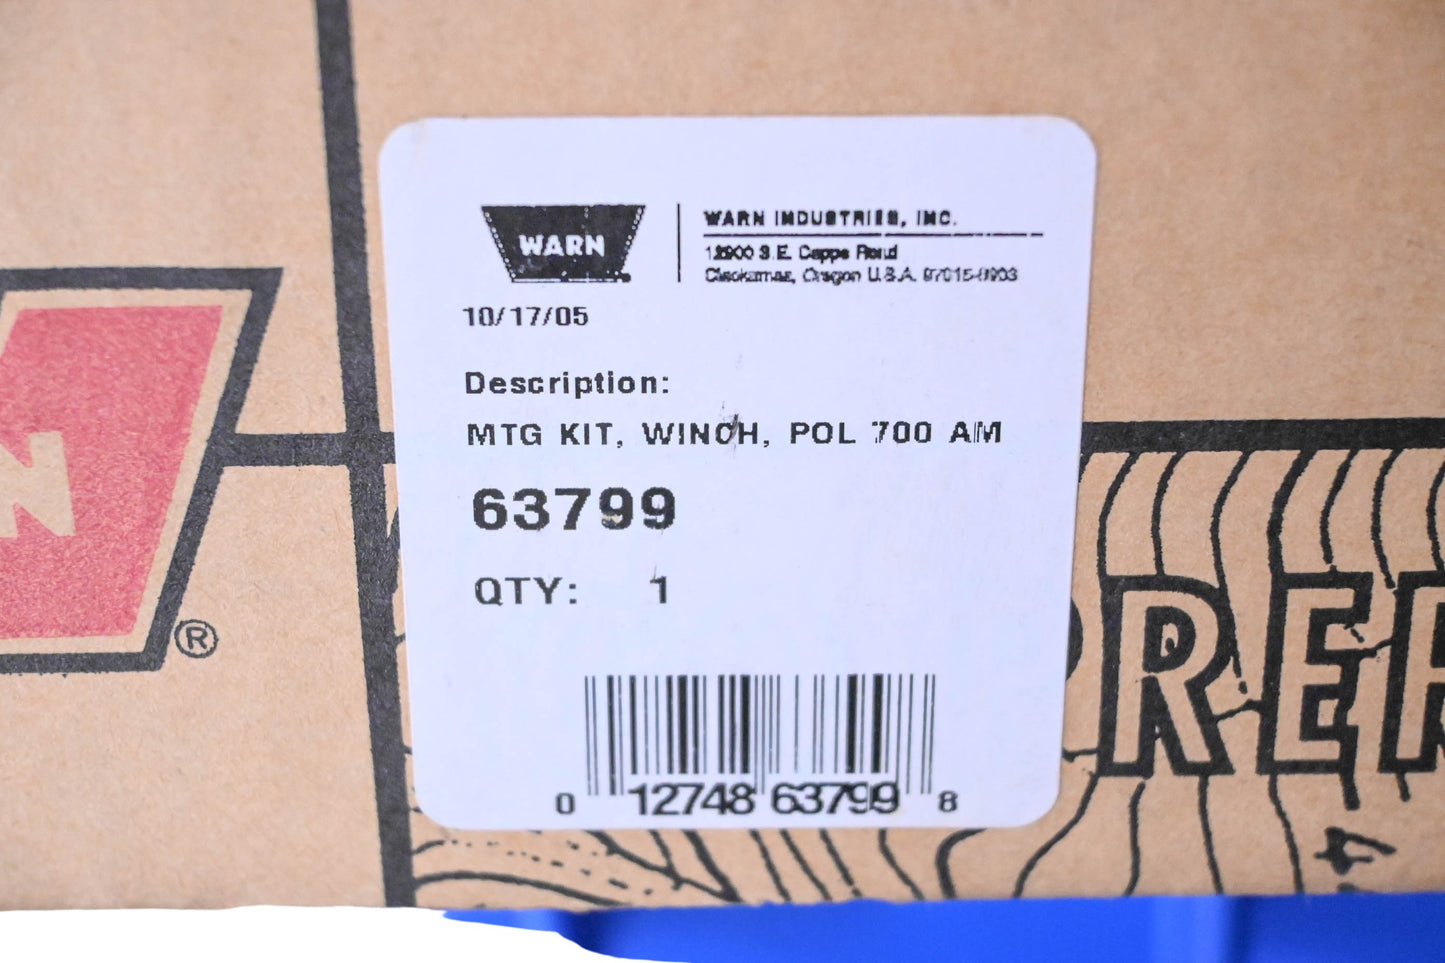 WARN
WARN INDUSTRIES, INC.
12900 S.E. Capps Road
Clackamas, Oregon U.S.A. 97015-8903
10/17/05
Description:
MTG KIT, WINCH, POL 700 AM
63799
QTY: 1
0 12748 63799 8
N
®
RER